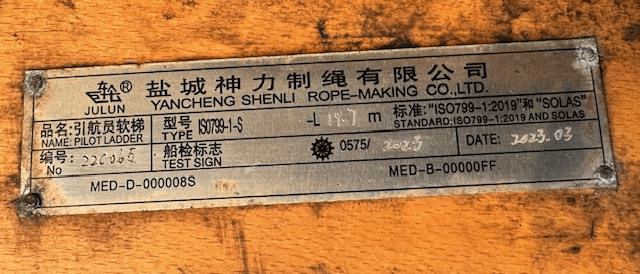 JULUN ®
盐城神力制绳有限公司
YANCHENG SHENLI ROPE-MAKING CO.,LTD.
品名:引航员软梯
NAME: PILOT LADDER
型号
TYPE ISO799-1-S -L m
标准:"ISO799-1:2019"和"SOLAS"
STANDARD:ISO799-1:2019 AND SOLAS
编号:
No
船检标志
TEST SIGN
0575/ 2023
DATE: 2023.03
MED-D-000008S
MED-B-00000FF